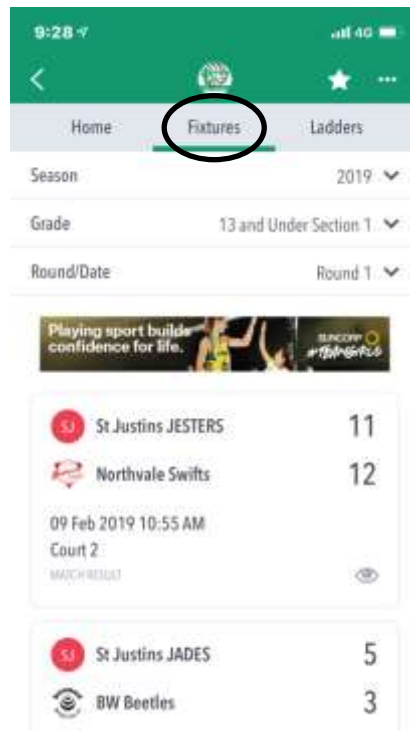 9:28
4G
Home Fixtures Ladders
Season 2019
Grade 13 and Under Section 1
Round/Date Round 1
Playing sport builds
confidence for life.
SUNCORP
#TEAMGIRLS
SJ St Justins JESTERS 11
Northvale Swifts 12
09 Feb 2019 10:55 AM
Court 2
MATCH RESULT
SJ St Justins JADES 5
BW Beetles 3